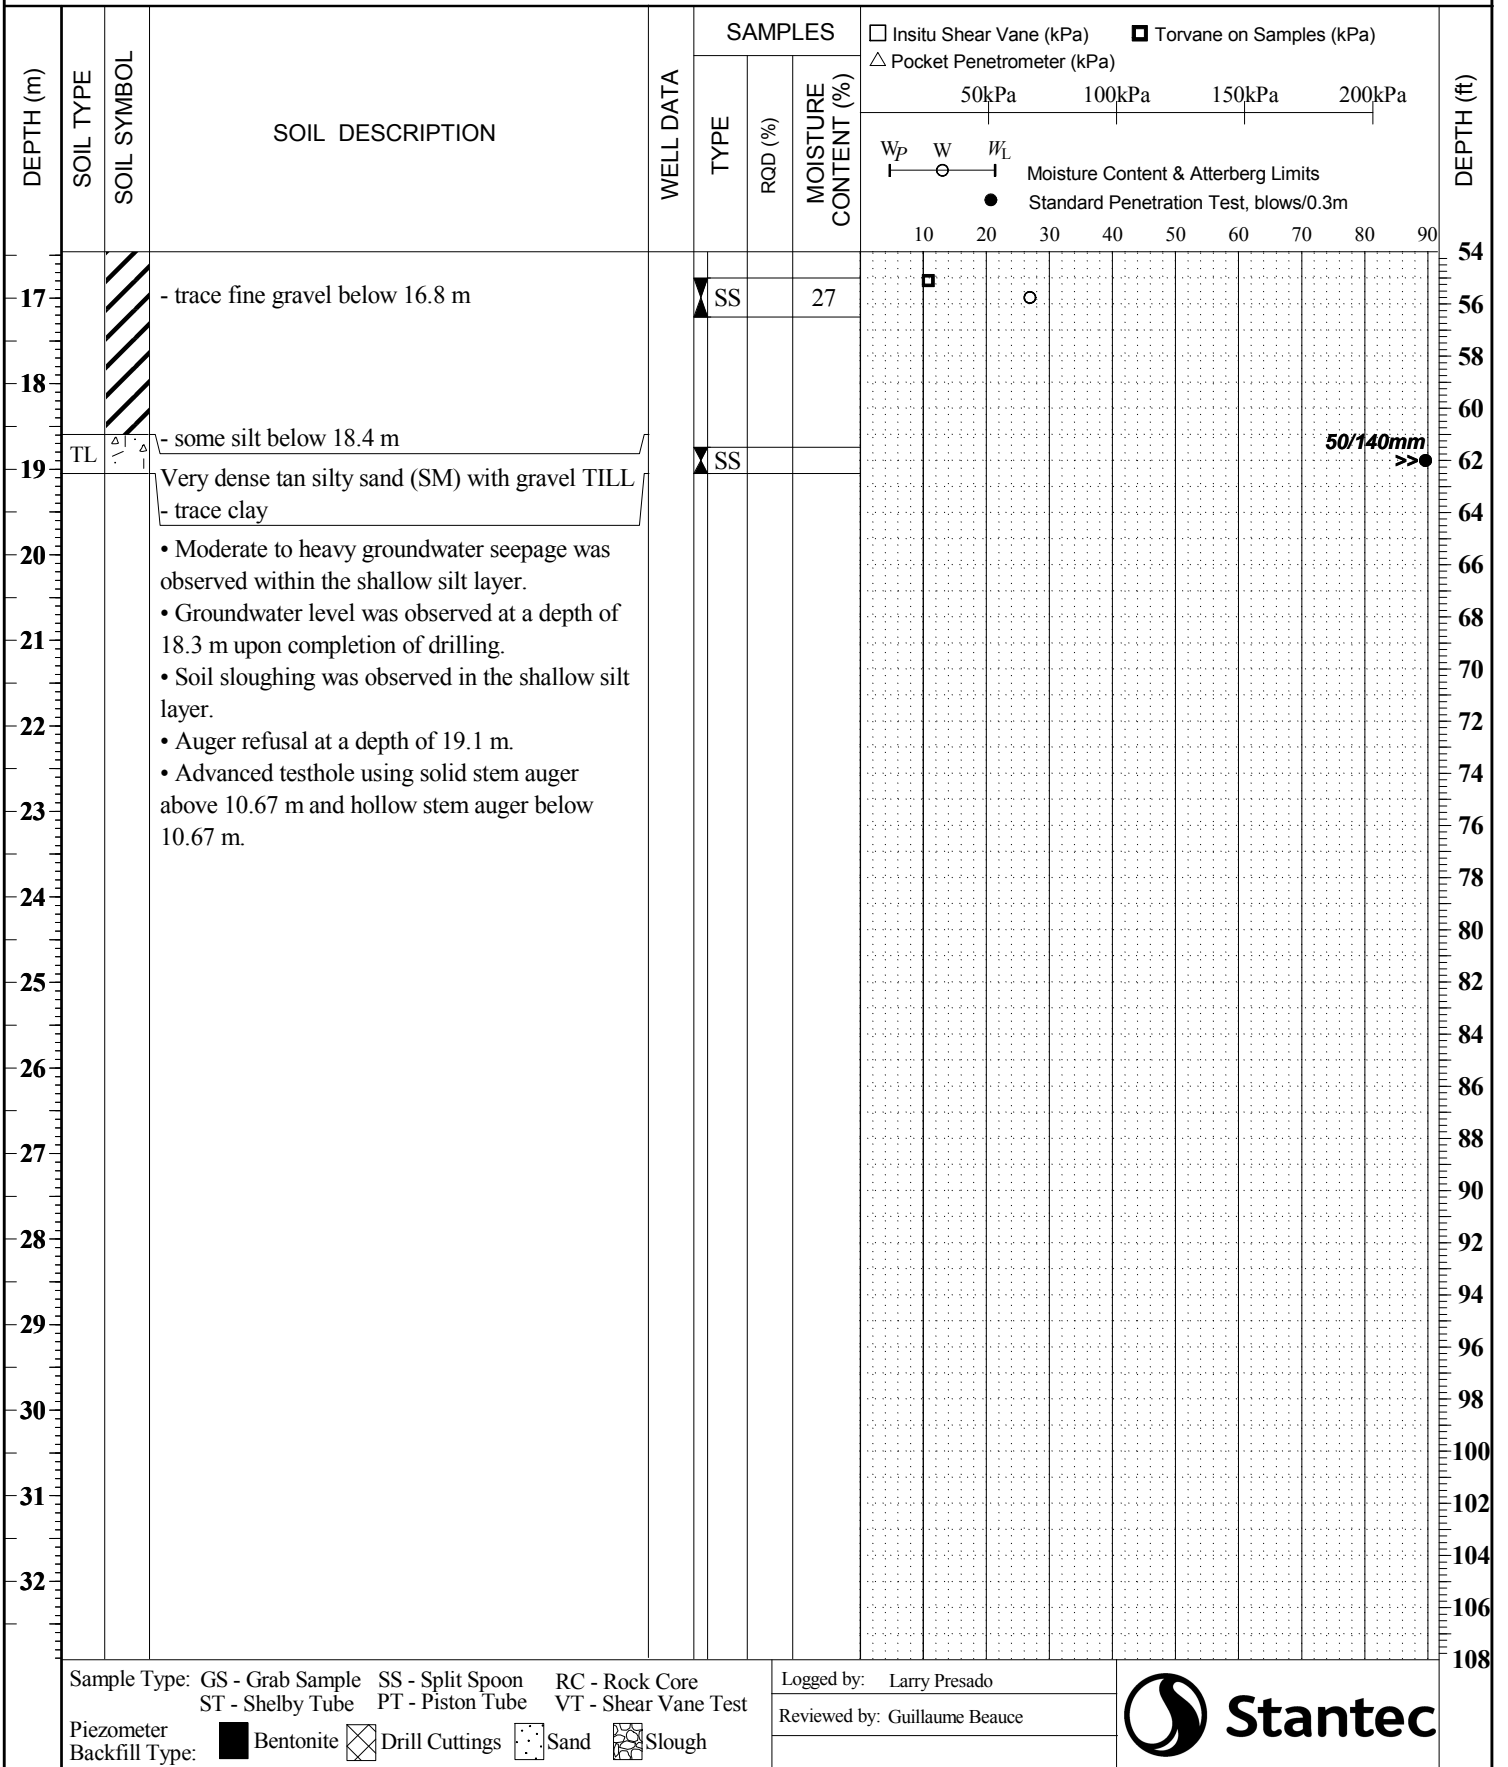 DEPTH (m)
SOIL TYPE
SOIL SYMBOL
SOIL DESCRIPTION
WELL DATA
SAMPLES
TYPE
RQD (%)
MOISTURE
CONTENT (%)
Insitu Shear Vane (kPa)
Torvane on Samples (kPa)
Pocket Penetrometer (kPa)
50kPa 100kPa 150kPa 200kPa
WP W WL
Moisture Content & Atterberg Limits
Standard Penetration Test, blows/0.3m
10 20 30 40 50 60 70 80 90
DEPTH (ft)
54
17
- trace fine gravel below 16.8 m
SS
27
56
58
18
60
- some silt below 18.4 m
50/140mm
TL
SS
>>
62
19
Very dense tan silty sand (SM) with gravel TILL
- trace clay
64
20
• Moderate to heavy groundwater seepage was
observed within the shallow silt layer.
66
• Groundwater level was observed at a depth of
18.3 m upon completion of drilling.
68
21
• Soil sloughing was observed in the shallow silt
layer.
70
22
72
• Auger refusal at a depth of 19.1 m.
• Advanced testhole using solid stem auger
above 10.67 m and hollow stem auger below
10.67 m.
74
23
76
78
24
80
25
82
84
26
86
27
88
90
28
92
94
29
96
98
30
100
31
102
104
32
106
108
Sample Type: GS - Grab Sample SS - Split Spoon RC - Rock Core
ST - Shelby Tube PT - Piston Tube VT - Shear Vane Test
Piezometer
Backfill Type: Bentonite Drill Cuttings Sand Slough
Logged by: Larry Presado
Reviewed by: Guillaume Beauce
Stantec